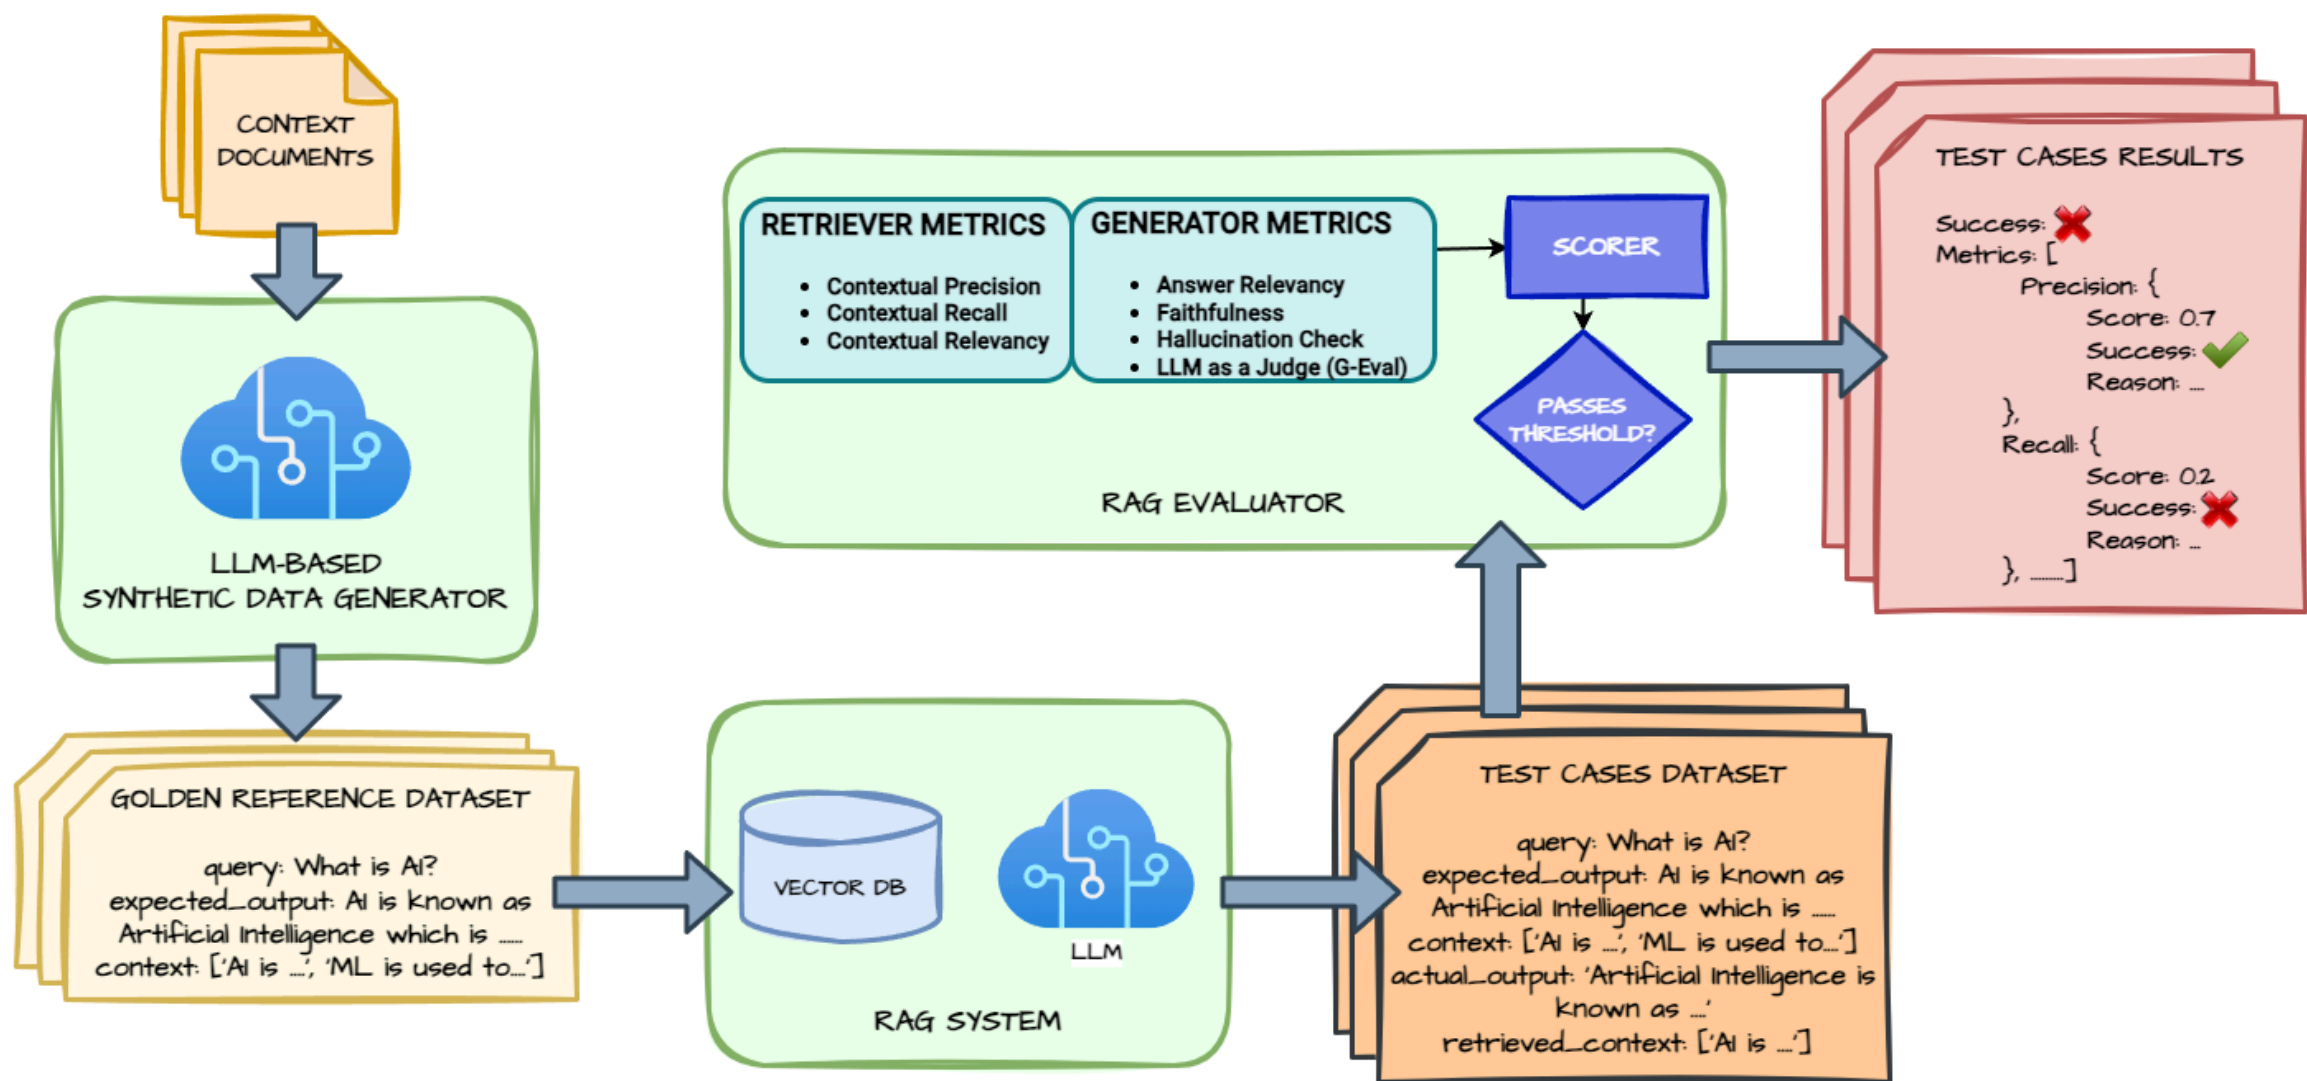 CONTEXT
DOCUMENTS
LLM-BASED
SYNTHETIC DATA GENERATOR
GOLDEN REFERENCE DATASET
query: What is AI?
expected_output: AI is known as
Artificial Intelligence which is ......
context: ['AI is ....', 'ML is used to....']
VECTOR DB
LLM
RAG SYSTEM
TEST CASES DATASET
query: What is AI?
expected_output: AI is known as
Artificial Intelligence which is ......
context: ['AI is ....', 'ML is used to....']
actual_output: 'Artificial Intelligence is
known as ....'
retrieved_context: ['AI is ....']
RETRIEVER METRICS
• Contextual Precision
• Contextual Recall
• Contextual Relevancy
GENERATOR METRICS
• Answer Relevancy
• Faithfulness
• Hallucination Check
• LLM as a Judge (G-Eval)
SCORER
PASSES
THRESHOLD?
RAG EVALUATOR
TEST CASES RESULTS
Success: ❌
Metrics: [
Precision: {
Score: 0.7
Success: ✔
Reason: ....
},
Recall: {
Score: 0.2
Success: ❌
Reason: ...
}, ........]